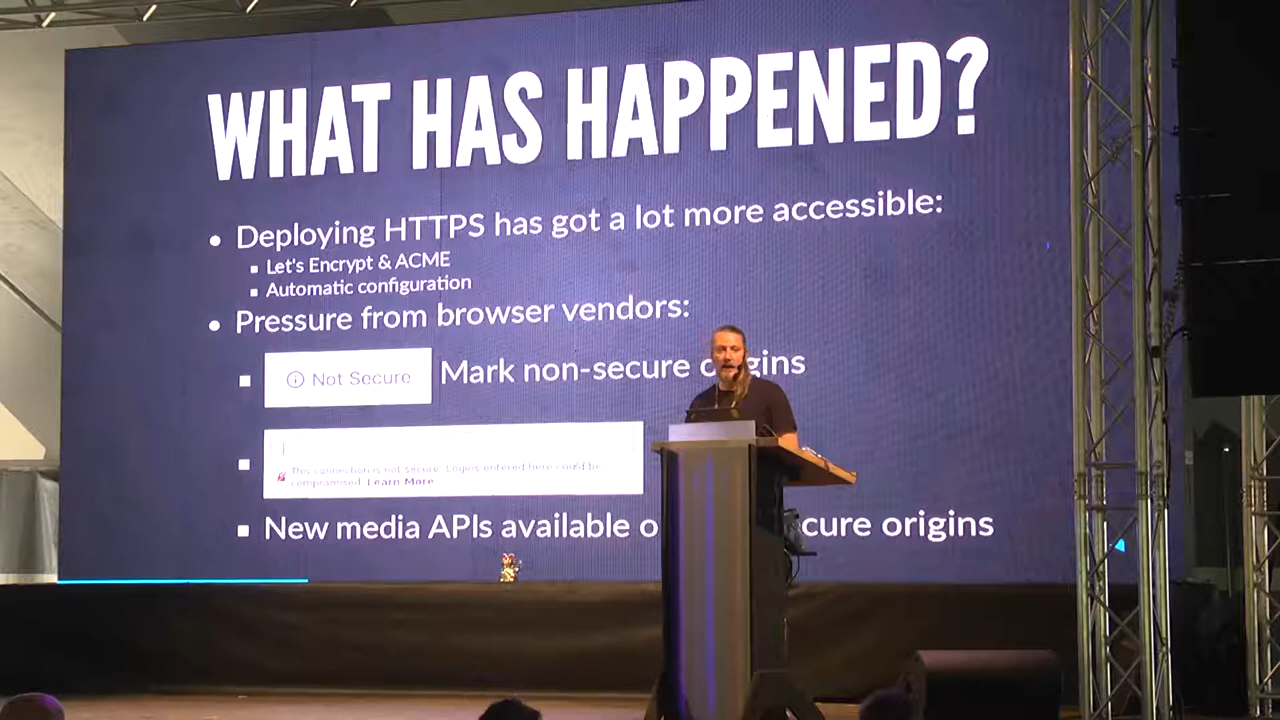 WHAT HAS HAPPENED?
Deploying HTTPS has got a lot more accessible:
Let's Encrypt & ACME
Automatic configuration
Pressure from browser vendors:
Not Secure Mark non-secure origins
This connection is not secure. Logins entered here could be
compromised. Learn More
New media APIs available o cure origins